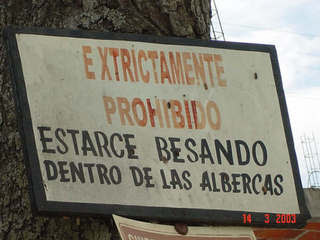 EXTRICTAMENTE
PROHIBIDO
ESTARCE BESANDO
DENTRO DE LAS ALBERCAS
14 3 2003